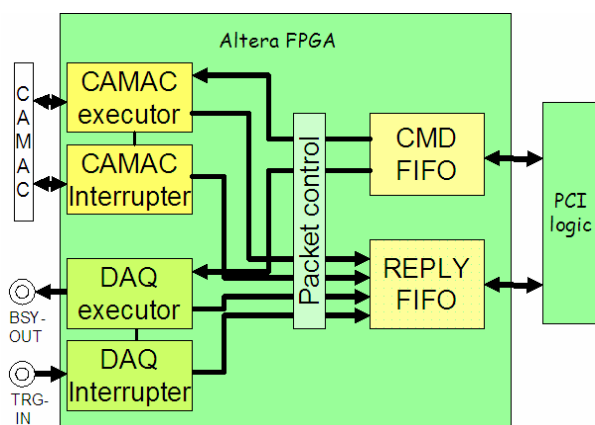 Altera FPGA
CAMAC
CAMAC
executor
CAMAC
Interrupter
DAQ
executor
DAQ
Interrupter
BSY-
OUT
TRG-
IN
Packet control
CMD
FIFO
REPLY
FIFO
PCI
logic